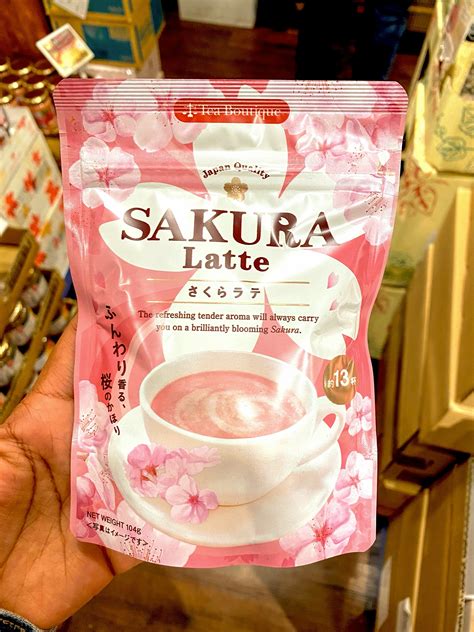 Tea Boutique
Japan Quality
SAKURA
Latte
さくらラテ
The refreshing tender aroma will always carry
you on a brilliantly blooming Sakura.
ふんわり香る、
桜のかほり
約13杯
NET WEIGHT 104g
<写真はイメージです>